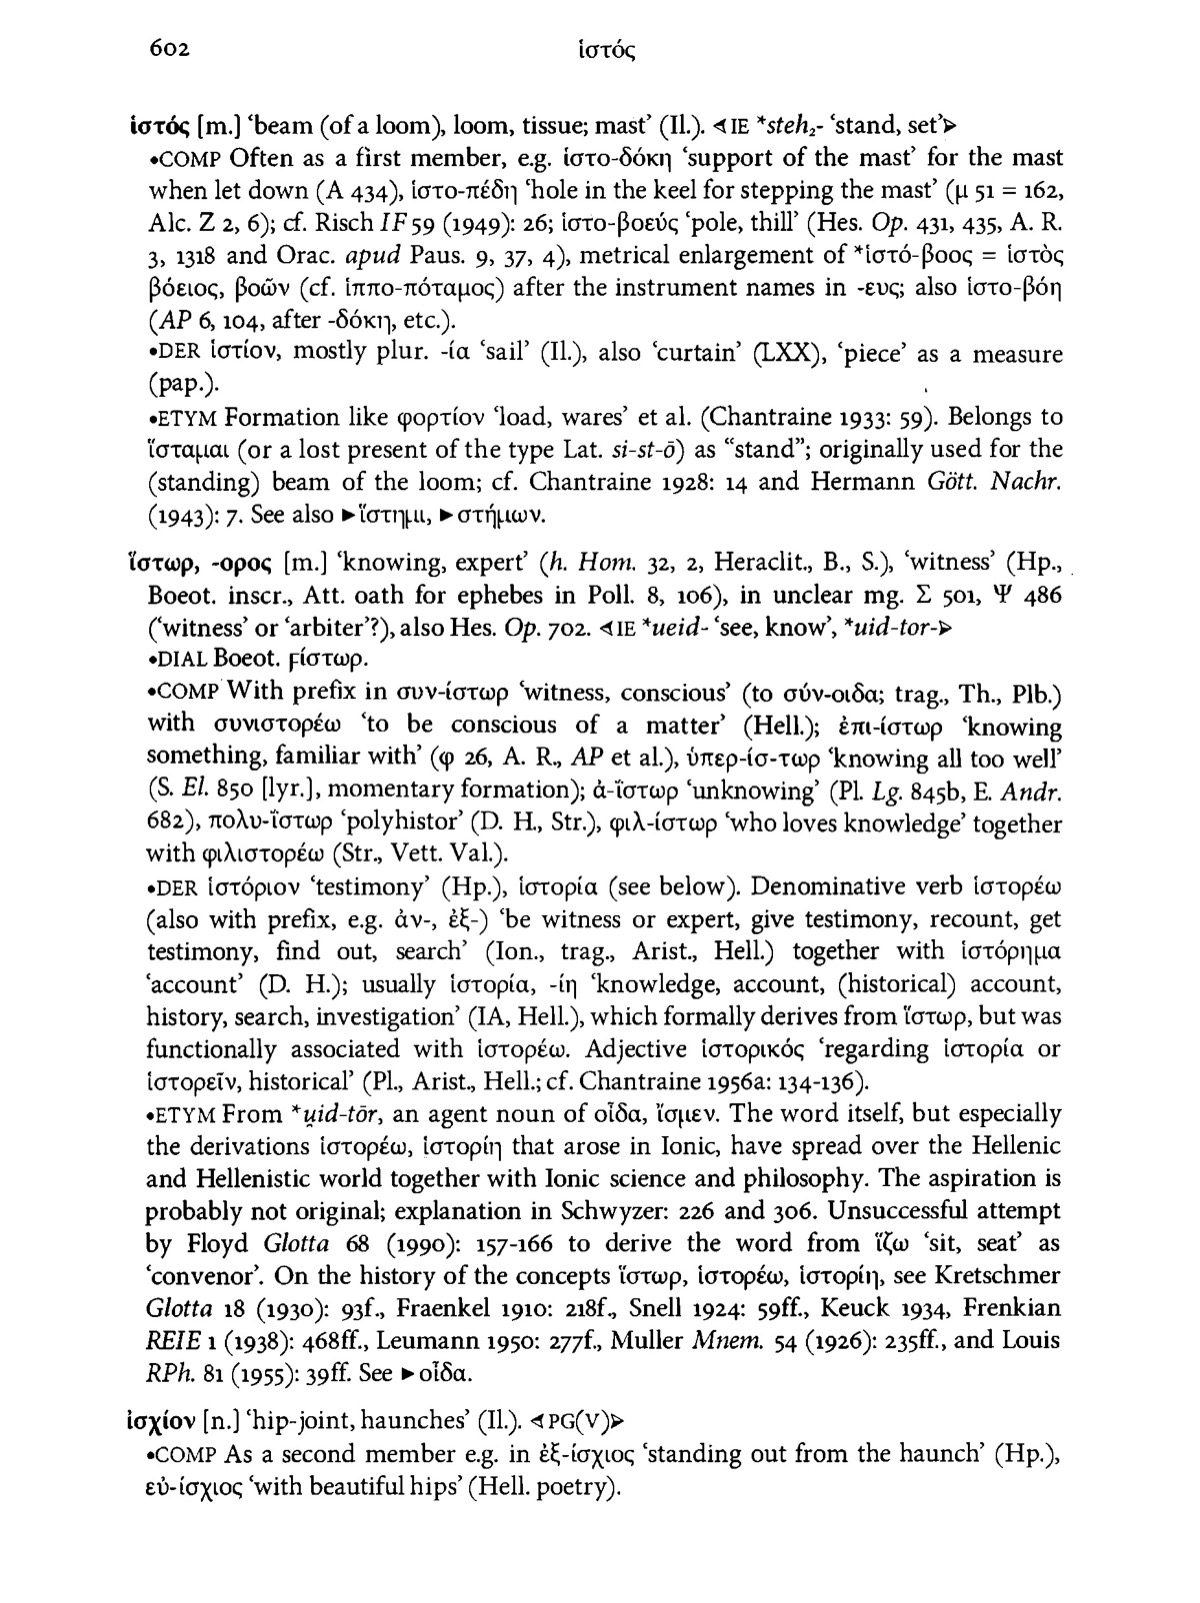 602
ἱστός
ἱστός [m.] ‘beam (of a loom), loom, tissue; mast’ (Il.). ⊲ IE *steh₂- ‘stand, set’⊳
•COMP Often as a first member, e.g. ἱστο-δόκη ‘support of the mast’ for the mast
when let down (Α 434), ἱστο-πέδη ‘hole in the keel for stepping the mast’ (μ 51 = 162,
Alc. Z 2, 6); cf. Risch IF 59 (1949): 26; ἱστο-βοεύς ‘pole, thill’ (Hes. Op. 431, 435, A. R.
3, 1318 and Orac. apud Paus. 9, 37, 4), metrical enlargement of *ἱστό-βοος = ἱστὸς
βόειος, βοῶν (cf. ἱππο-πόταμος) after the instrument names in -ευς; also ἱστο-βόη
(AP 6, 104, after -δόκη, etc.).
•DER ἱστίον, mostly plur. -ία ‘sail’ (Il.), also ‘curtain’ (LXX), ‘piece’ as a measure
(pap.).
•ETYM Formation like φορτίον ‘load, wares’ et al. (Chantraine 1933: 59). Belongs to
ἵσταμαι (or a lost present of the type Lat. si-st-ō) as “stand”; originally used for the
(standing) beam of the loom; cf. Chantraine 1928: 14 and Hermann Gött. Nachr.
(1943): 7. See also ►ἵστημι, ►στήμων.
ἵστωρ, -ορος [m.] ‘knowing, expert’ (h. Hom. 32, 2, Heraclit., B., S.), ‘witness’ (Hp.,
Boeot. inscr., Att. oath for ephebes in Poll. 8, 106), in unclear mg. Σ 501, Ψ 486
(‘witness’ or ‘arbiter’?), also Hes. Op. 702. ⊲ IE *ueid- ‘see, know’, *uid-tor-⊳
•DIAL Boeot. ϝίστωρ.
•COMP With prefix in συν-ίστωρ ‘witness, conscious’ (to σύν-οιδα; trag., Th., Plb.)
with συνιστορέω ‘to be conscious of a matter’ (Hell.); ἐπι-ίστωρ ‘knowing
something, familiar with’ (φ 26, A. R., AP et al.), ὑπερ-ίσ-τωρ ‘knowing all too well’
(S. El. 850 [lyr.], momentary formation); ἀ-ΐστωρ ‘unknowing’ (Pl. Lg. 845b, E. Andr.
682), πολυ-ΐστωρ ‘polyhistor’ (D. H., Str.), φιλ-ίστωρ ‘who loves knowledge’ together
with φιλιστορέω (Str., Vett. Val.).
•DER ἱστόριον ‘testimony’ (Hp.), ἱστορία (see below). Denominative verb ἱστορέω
(also with prefix, e.g. ἀν-, ἐξ-) ‘be witness or expert, give testimony, recount, get
testimony, find out, search’ (Ion., trag., Arist., Hell.) together with ἱστόρημα
‘account’ (D. H.); usually ἱστορία, -ίη ‘knowledge, account, (historical) account,
history, search, investigation’ (IA, Hell.), which formally derives from ἵστωρ, but was
functionally associated with ἱστορέω. Adjective ἱστορικός ‘regarding ἱστορία or
ἱστορεῖν, historical’ (Pl., Arist., Hell.; cf. Chantraine 1956a: 134-136).
•ETYM From *u̯id-tōr, an agent noun of οἶδα, ἴσμεν. The word itself, but especially
the derivations ἱστορέω, ἱστορίη that arose in Ionic, have spread over the Hellenic
and Hellenistic world together with Ionic science and philosophy. The aspiration is
probably not original; explanation in Schwyzer: 226 and 306. Unsuccessful attempt
by Floyd Glotta 68 (1990): 157-166 to derive the word from ἵζω ‘sit, seat’ as
‘convenor’. On the history of the concepts ἵστωρ, ἱστορέω, ἱστορίη, see Kretschmer
Glotta 18 (1930): 93f., Fraenkel 1910: 218f., Snell 1924: 59ff., Keuck 1934, Frenkian
REIE 1 (1938): 468ff., Leumann 1950: 277f., Muller Mnem. 54 (1926): 235ff., and Louis
RPh. 81 (1955): 39ff. See ►οἶδα.
ἰσχίον [n.] ‘hip-joint, haunches’ (Il.). ⊲ PG(V)⊳
•COMP As a second member e.g. in ἐξ-ίσχιος ‘standing out from the haunch’ (Hp.),
εὐ-ίσχιος ‘with beautiful hips’ (Hell. poetry).